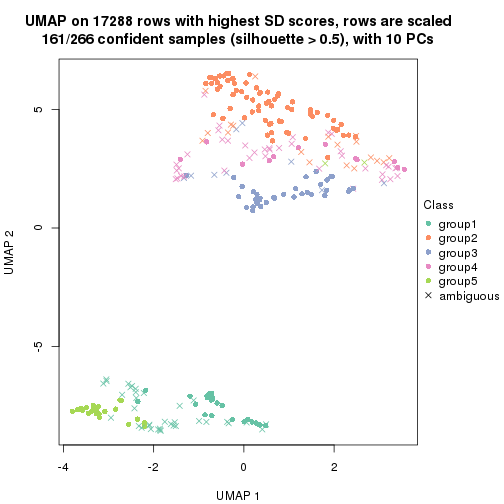 UMAP on 17288 rows with highest SD scores, rows are scaled
161/266 confident samples (silhouette > 0.5), with 10 PCs
5
0
-5
UMAP 2
-4
-2
0
2
UMAP 1
Class
group1
group2
group3
group4
group5
ambiguous